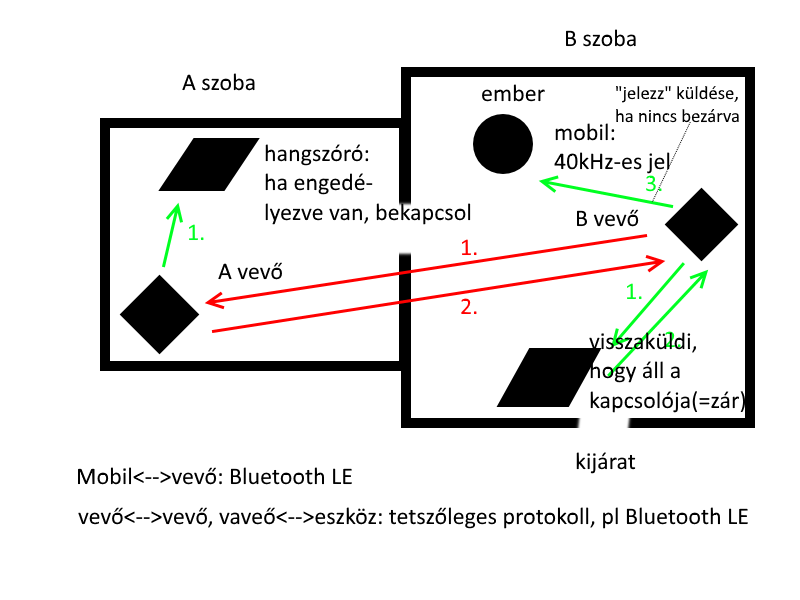 B szoba
A szoba
ember
"jelezz" küldése,
ha nincs bezárva
mobil:
40kHz-es jel
hangszóró:
ha engedé-
lyezve van, bekapcsol
3.
1.
B vevő
1.
A vevő
1.
2.
visszaküldi,
2.
hogy áll a
kapcsolója(=zár)
kijárat
Mobil<-->vevő: Bluetooth LE
vevő<-->vevő, vaveő<-->eszköz: tetszőleges protokoll, pl Bluetooth LE